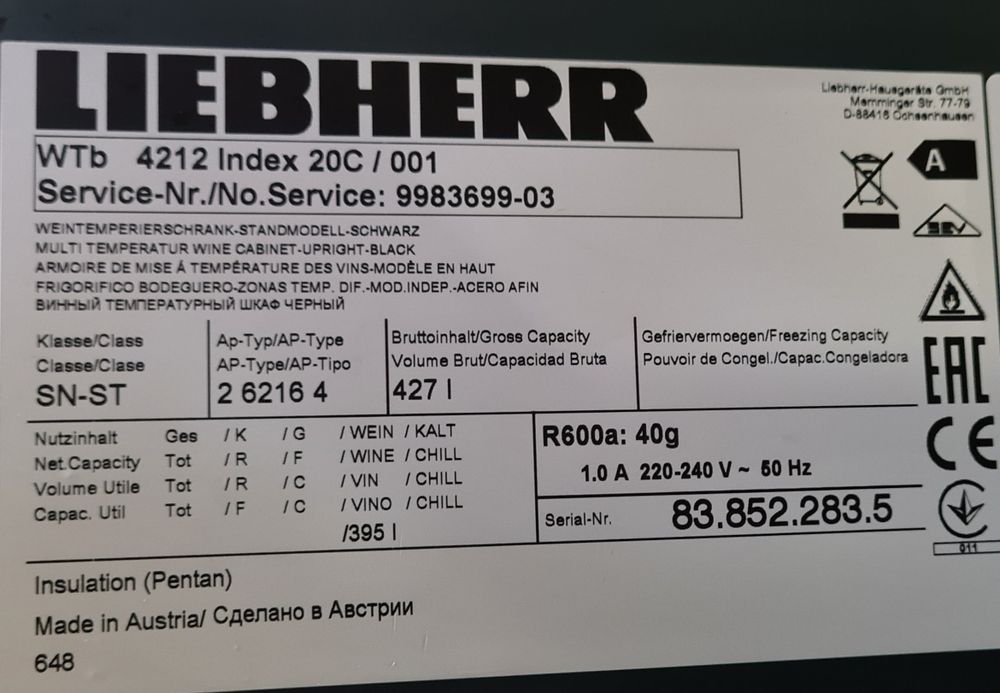 LIEBHERR
Liebherr-Hausgeräte GmbH
Memminger Str. 77-79
D-88416 Ochsenhausen
WTb 4212 Index 20C / 001
Service-Nr./No.Service: 9983699-03
A
SEV
WEINTEMPERIERSCHRANK-STANDMODELL-SCHWARZ
MULTI TEMPERATUR WINE CABINET-UPRIGHT-BLACK
ARMOIRE DE MISE Á TEMPÉRATURE DES VINS-MODÈLE EN HAUT
FRIGORIFICO BODEGUERO-ZONAS TEMP. DIF.-MOD.INDEP.-ACERO AFIN
ВИННЫЙ ТЕМПЕРАТУРНЫЙ ШКАФ ЧЕРНЫЙ
Klasse/Class
Classe/Clase
SN-ST
Ap-Typ/AP-Type
AP-Type/AP-Tipo
2 6216 4
Bruttoinhalt/Gross Capacity
Volume Brut/Capacidad Bruta
427 l
Gefriervermoegen/Freezing Capacity
Pouvoir de Congel./Capac.Congeladora
EAC
Nutzinhalt Ges / K / G / WEIN / KALT
Net.Capacity Tot / R / F / WINE / CHILL
Volume Utile Tot / R / C / VIN / CHILL
Capac. Util Tot / F / C / VINO / CHILL
/395 l
R600a: 40g
1.0 A 220-240 V ~ 50 Hz
CE
Serial-Nr. 83.852.283.5
011
Insulation (Pentan)
Made in Austria/ Сделано в Австрии
648